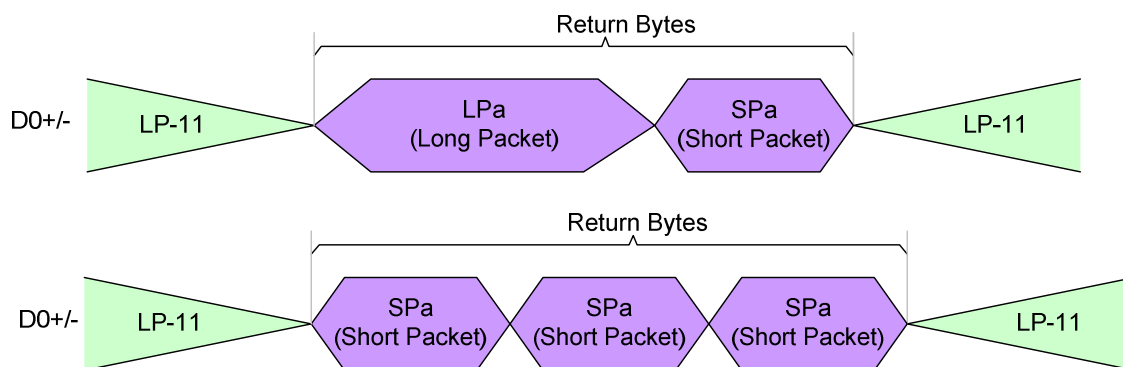 Return Bytes
D0+/-
LP-11
LPa
(Long Packet)
SPa
(Short Packet)
LP-11
Return Bytes
D0+/-
LP-11
SPa
(Short Packet)
SPa
(Short Packet)
SPa
(Short Packet)
LP-11